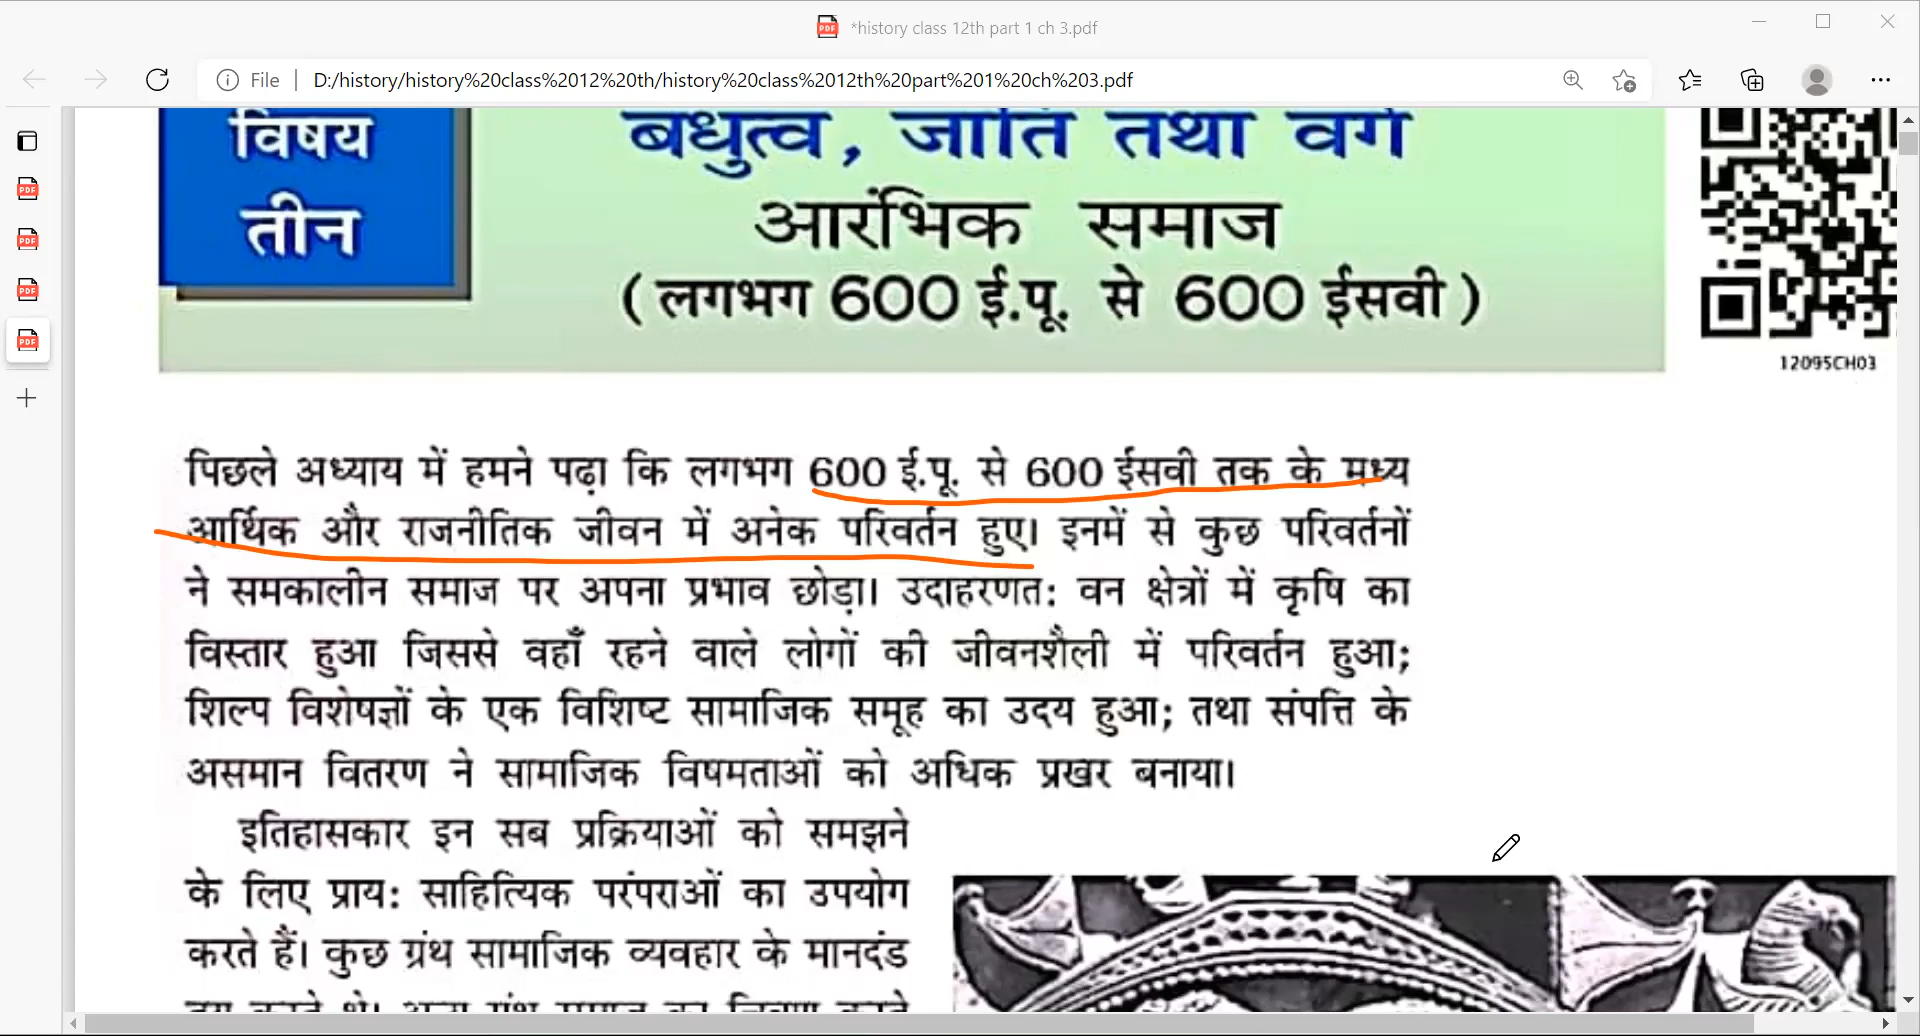 *history class 12th part 1 ch 3.pdf
File | D:/history/history%20class%2012%20th/history%20class%2012th%20part%201%20ch%203.pdf
विषय
तीन
बंधुत्व, जाति तथा वर्ग
आरंभिक समाज
(लगभग 600 ई.पू. से 600 ईसवी)
12095CH03
पिछले अध्याय में हमने पढ़ा कि लगभग 600 ई.पू. से 600 ईसवी तक के मध्य
आर्थिक और राजनीतिक जीवन में अनेक परिवर्तन हुए। इनमें से कुछ परिवर्तनों
ने समकालीन समाज पर अपना प्रभाव छोड़ा। उदाहरणत: वन क्षेत्रों में कृषि का
विस्तार हुआ जिससे वहाँ रहने वाले लोगों की जीवनशैली में परिवर्तन हुआ;
शिल्प विशेषज्ञों के एक विशिष्ट सामाजिक समूह का उदय हुआ; तथा संपत्ति के
असमान वितरण ने सामाजिक विषमताओं को अधिक प्रखर बनाया।
इतिहासकार इन सब प्रक्रियाओं को समझने
के लिए प्राय: साहित्यिक परंपराओं का उपयोग
करते हैं। कुछ ग्रंथ सामाजिक व्यवहार के मानदंड